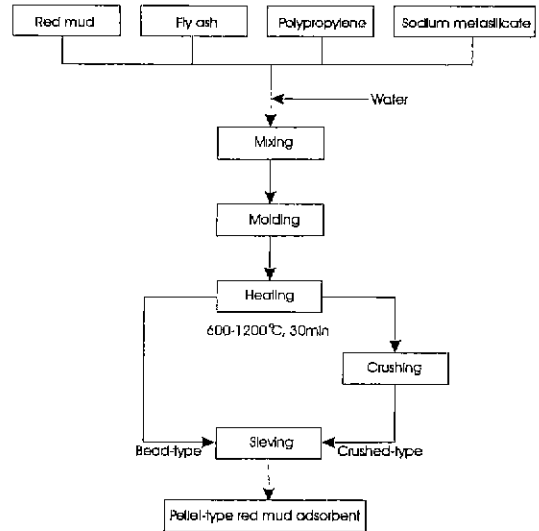 Red mud
Fly ash
Polypropylene
Sodium metasilicate
Water
Mixing
Molding
Heating
600-1200°C, 30min
Crushing
Bead-type
Sieving
Crushed-type
Pellet-type red mud adsorbent